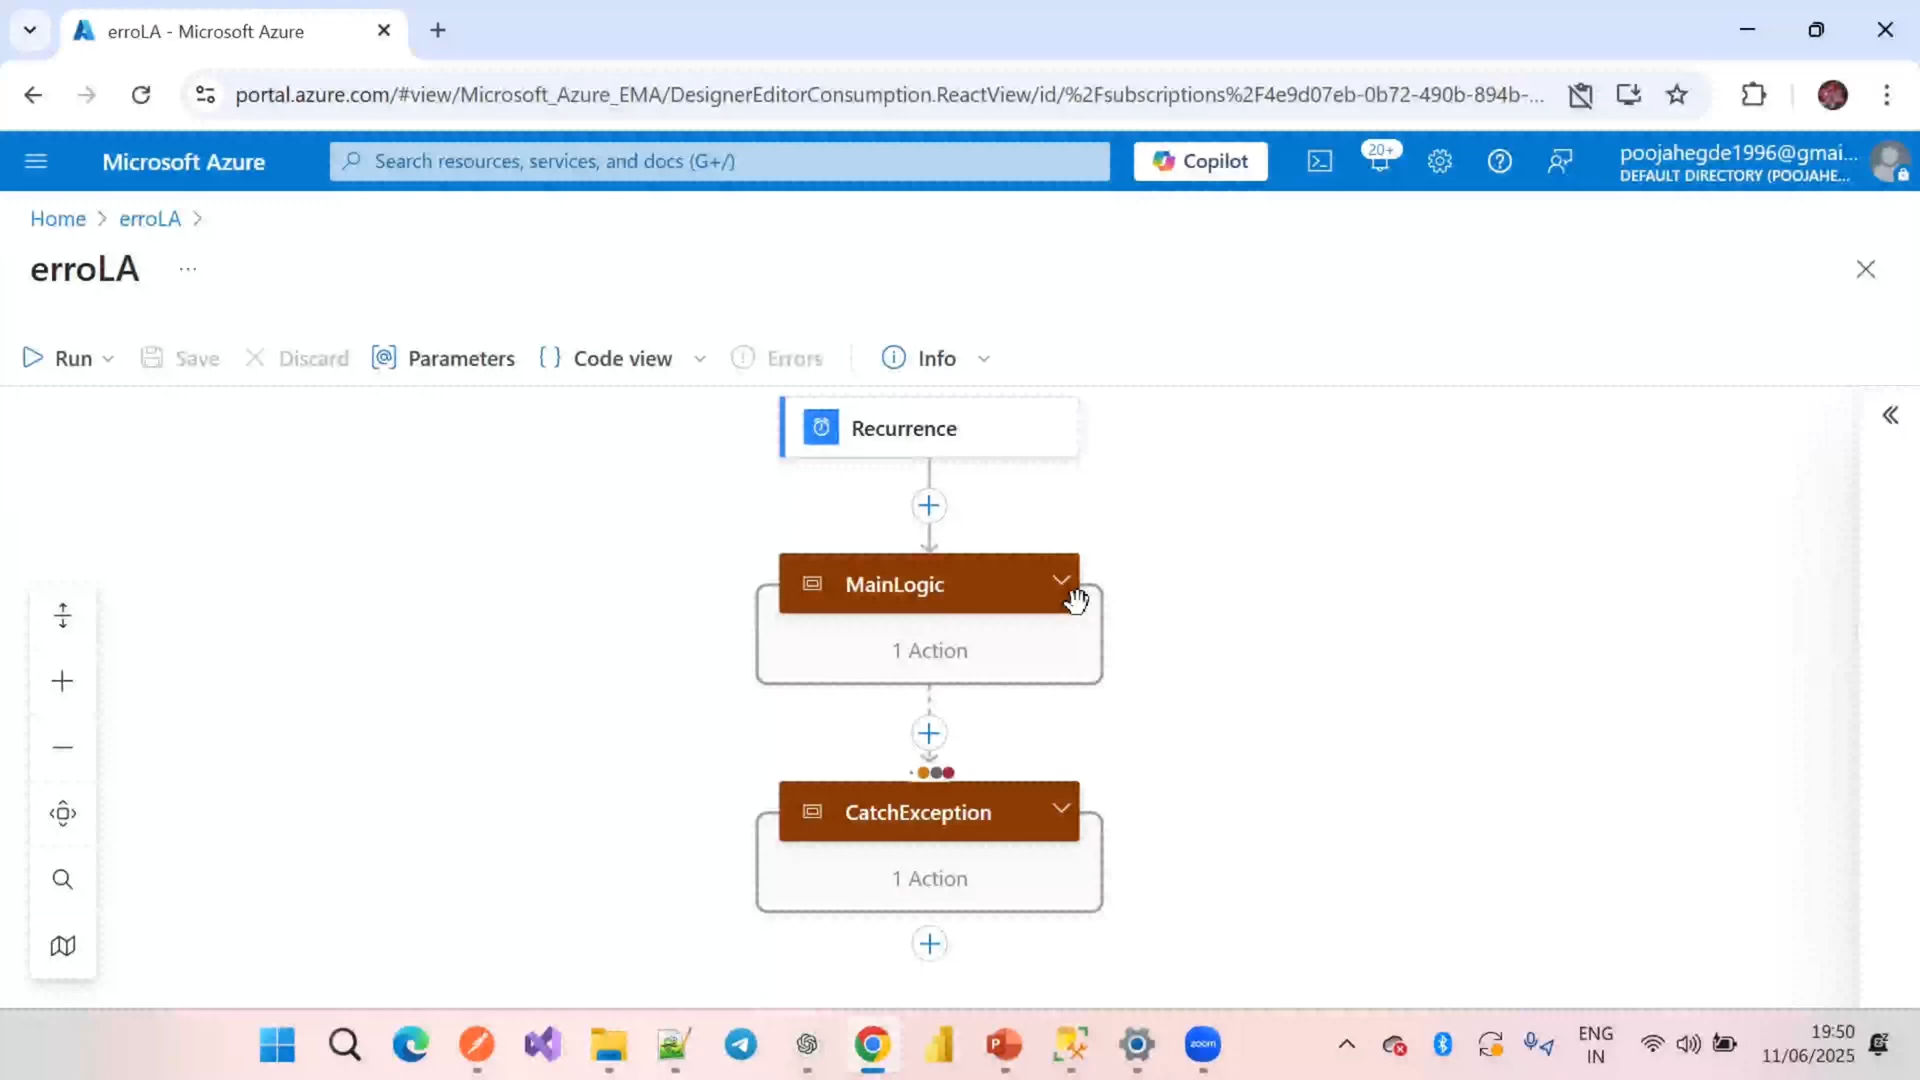 erroLA - Microsoft Azure
portal.azure.com/#view/Microsoft_Azure_EMA/DesignerEditorConsumption.ReactView/id/%2Fsubscriptions%2F4e9d07eb-0b72-490b-894b-...
Microsoft Azure
Search resources, services, and docs (G+/)
Copilot
20+
poojahegde1996@gmai...
DEFAULT DIRECTORY (POOJAHE...
Home > erroLA >
erroLA ...
Run
Save
Discard
Parameters
Code view
Errors
Info
Recurrence
MainLogic
1 Action
CatchException
1 Action
zoom
ENG
IN
19:50
11/06/2025